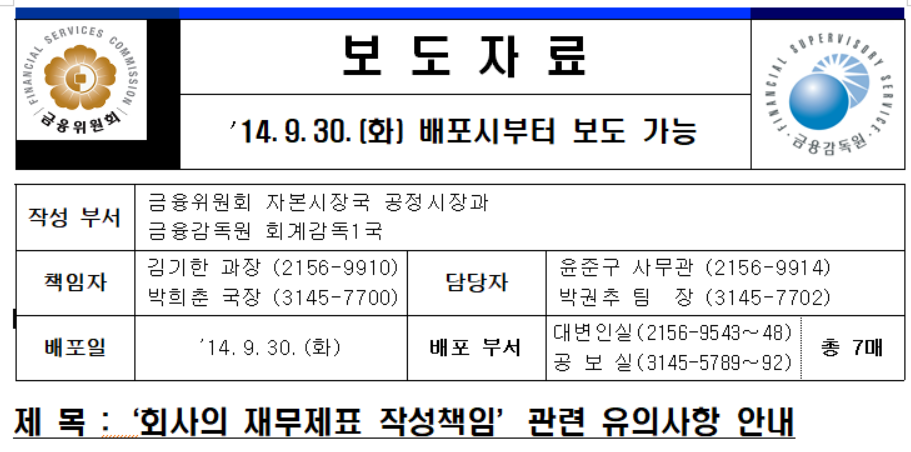 FINANCIAL SERVICES COMMISSION
금융위원회
보 도 자 료
'14. 9. 30. (화) 배포시부터 보도 가능
FINANCIAL SUPERVISORY SERVICE
금융감독원
작성 부서
금융위원회 자본시장국 공정시장과
금융감독원 회계감독1국
책임자
김기한 과장 (2156-9910)
박희춘 국장 (3145-7700)
담당자
윤준구 사무관 (2156-9914)
박권추 팀 장 (3145-7702)
배포일
'14. 9. 30. (화)
배포 부서
대변인실(2156-9543~48)
공 보 실(3145-5789~92)
총 7매
제 목 : ‘회사의 재무제표 작성책임’ 관련 유의사항 안내